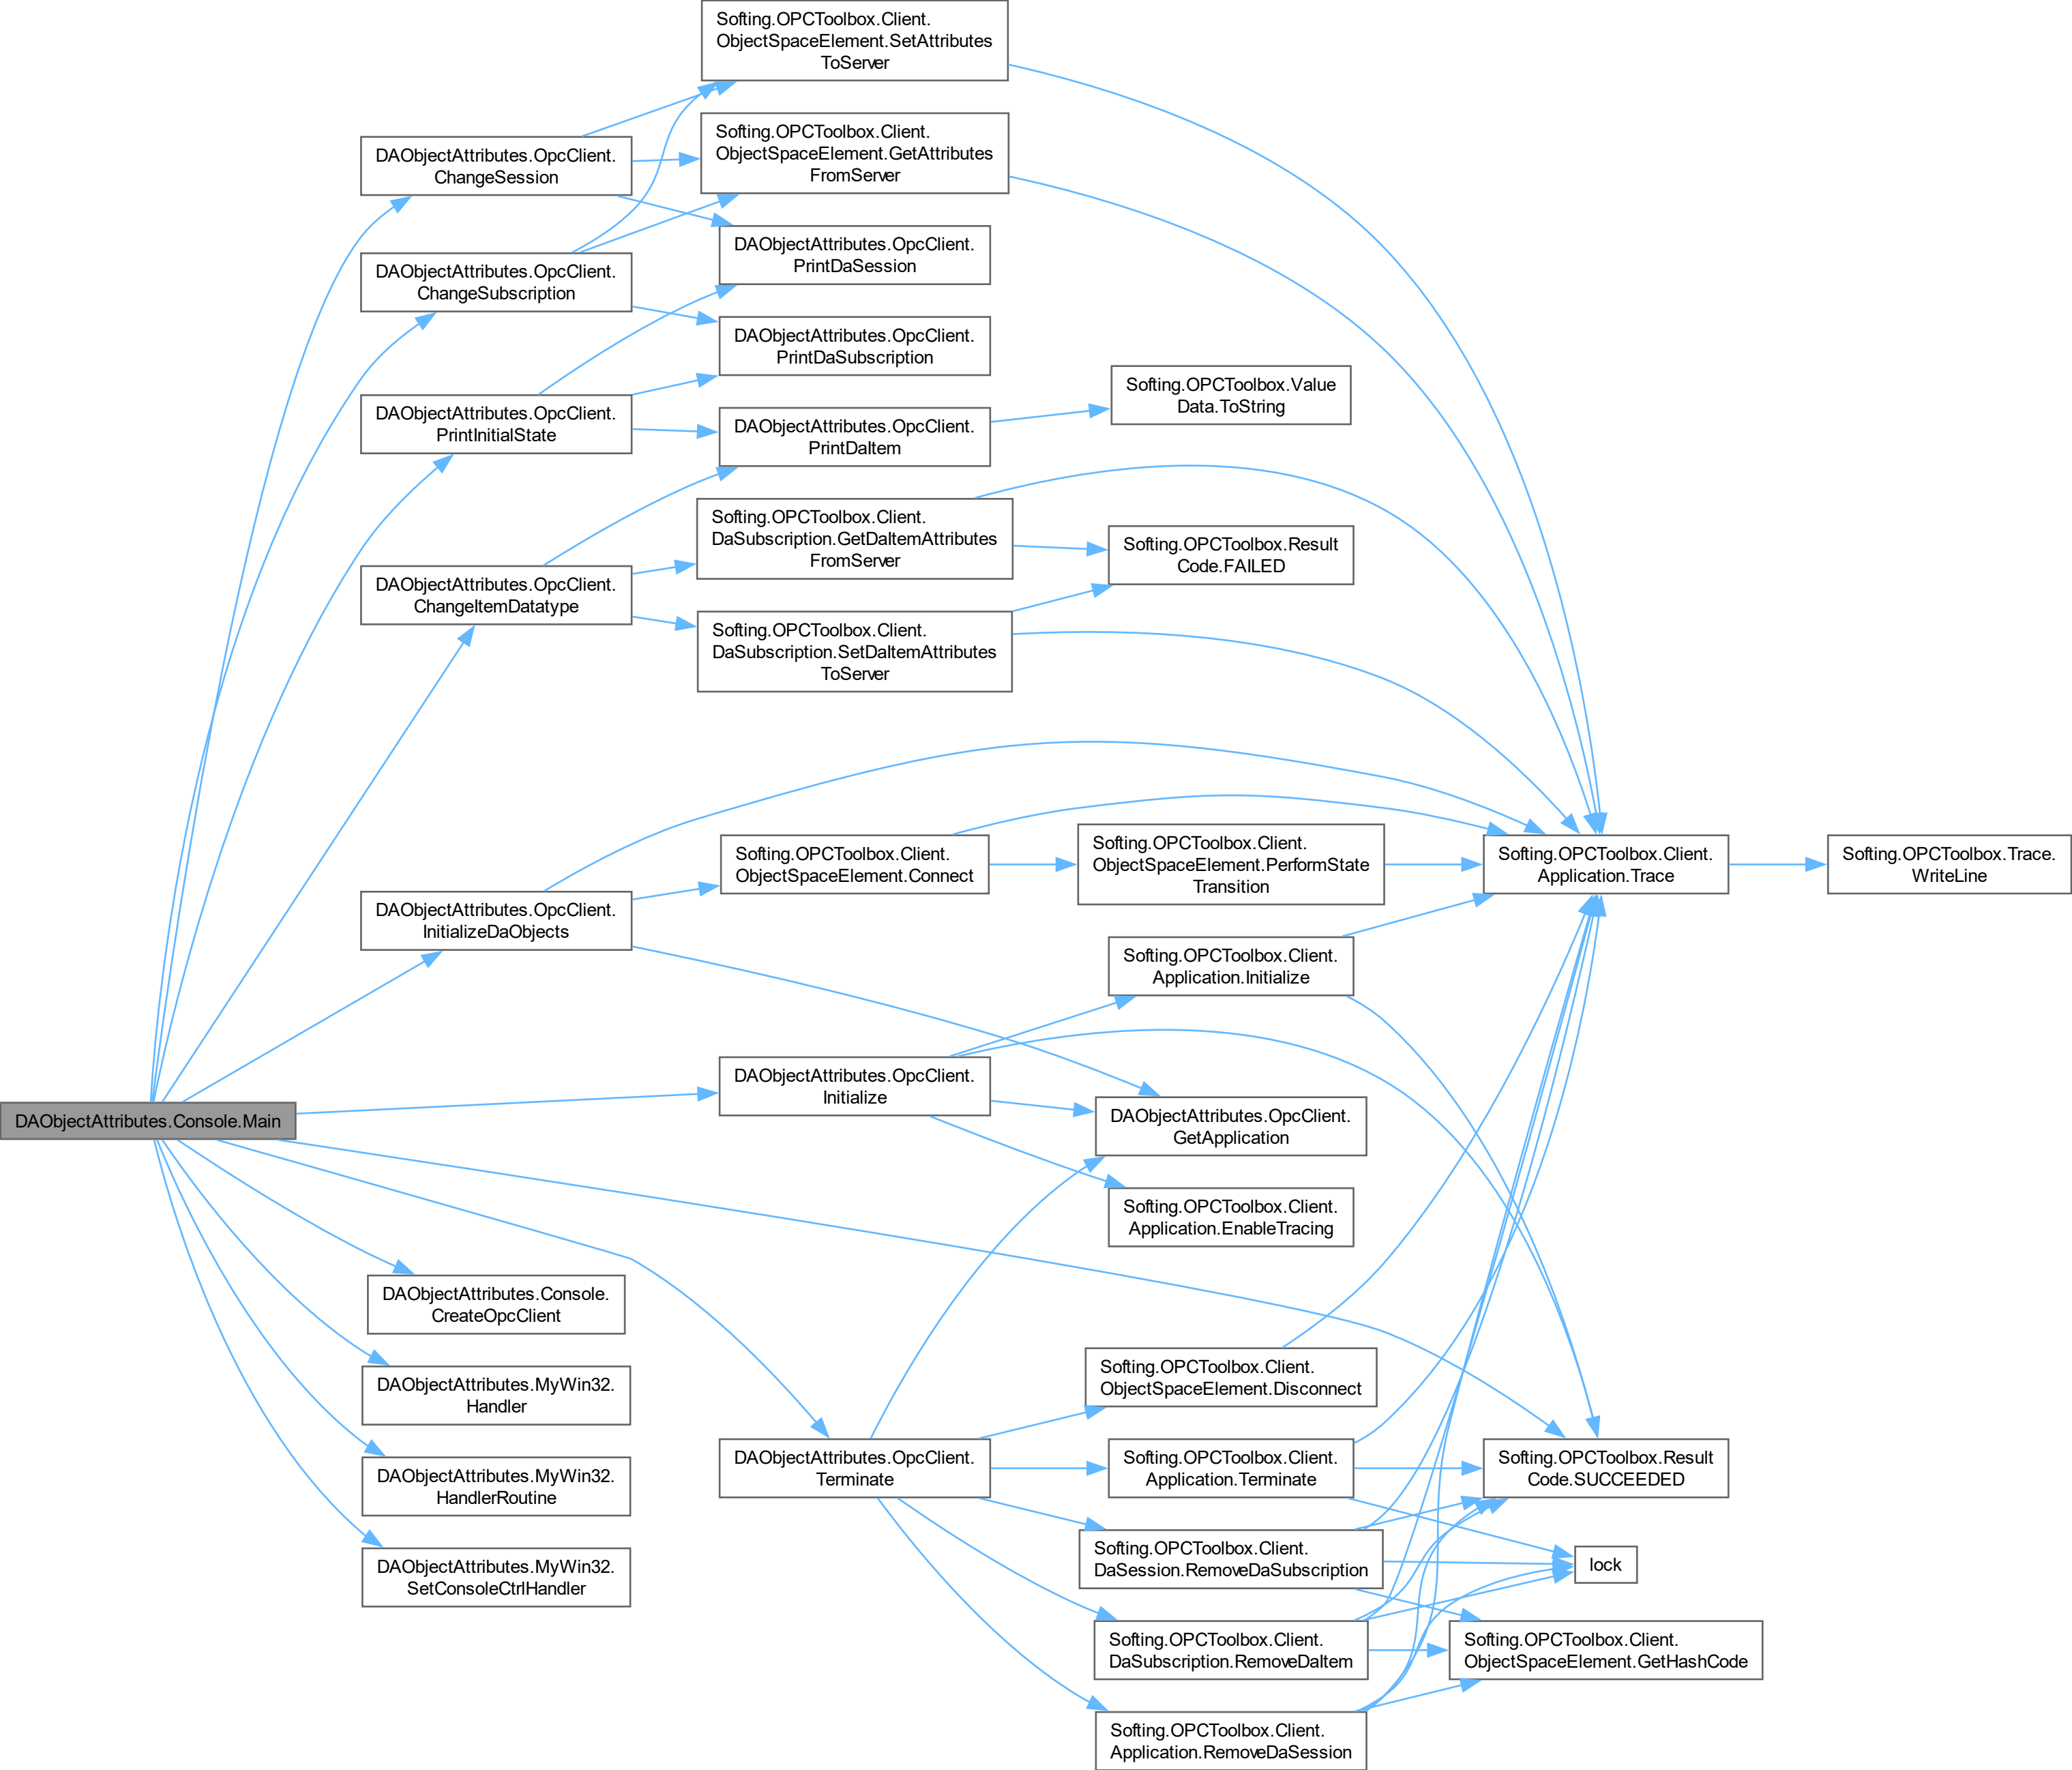 Softing.OPCToolbox.Client.
ObjectSpaceElement.SetAttributes
ToServer
Softing.OPCToolbox.Client.
ObjectSpaceElement.GetAttributes
FromServer
DAObjectAttributes.OpcClient.
ChangeSession
DAObjectAttributes.OpcClient.
PrintDaSession
DAObjectAttributes.OpcClient.
ChangeSubscription
DAObjectAttributes.OpcClient.
PrintDaSubscription
Softing.OPCToolbox.Value
Data.ToString
DAObjectAttributes.OpcClient.
PrintInitialState
DAObjectAttributes.OpcClient.
PrintDaItem
Softing.OPCToolbox.Client.
DaSubscription.GetDaItemAttributes
FromServer
Softing.OPCToolbox.Result
Code.FAILED
DAObjectAttributes.OpcClient.
ChangeItemDatatype
Softing.OPCToolbox.Client.
DaSubscription.SetDaItemAttributes
ToServer
Softing.OPCToolbox.Client.
ObjectSpaceElement.Connect
Softing.OPCToolbox.Client.
ObjectSpaceElement.PerformState
Transition
Softing.OPCToolbox.Client.
Application.Trace
Softing.OPCToolbox.Trace.
WriteLine
DAObjectAttributes.OpcClient.
InitializeDaObjects
Softing.OPCToolbox.Client.
Application.Initialize
DAObjectAttributes.OpcClient.
Initialize
DAObjectAttributes.Console.Main
DAObjectAttributes.OpcClient.
GetApplication
Softing.OPCToolbox.Client.
Application.EnableTracing
DAObjectAttributes.Console.
CreateOpcClient
Softing.OPCToolbox.Client.
ObjectSpaceElement.Disconnect
DAObjectAttributes.MyWin32.
Handler
DAObjectAttributes.OpcClient.
Terminate
Softing.OPCToolbox.Client.
Application.Terminate
Softing.OPCToolbox.Result
Code.SUCCEEDED
DAObjectAttributes.MyWin32.
HandlerRoutine
Softing.OPCToolbox.Client.
DaSession.RemoveDaSubscription
lock
DAObjectAttributes.MyWin32.
SetConsoleCtrlHandler
Softing.OPCToolbox.Client.
DaSubscription.RemoveDaItem
Softing.OPCToolbox.Client.
ObjectSpaceElement.GetHashCode
Softing.OPCToolbox.Client.
Application.RemoveDaSession